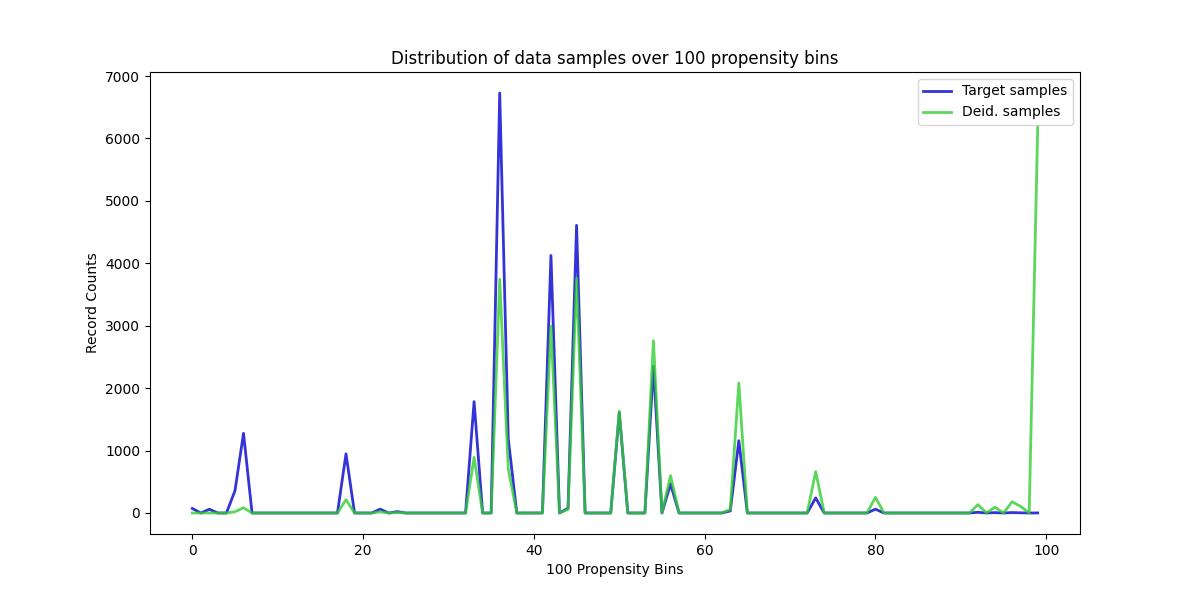 Distribution of data samples over 100 propensity bins
Target samples
Deid. samples
7000
6000
5000
4000
3000
2000
1000
0
Record Counts
0 20 40 60 80 100
100 Propensity Bins